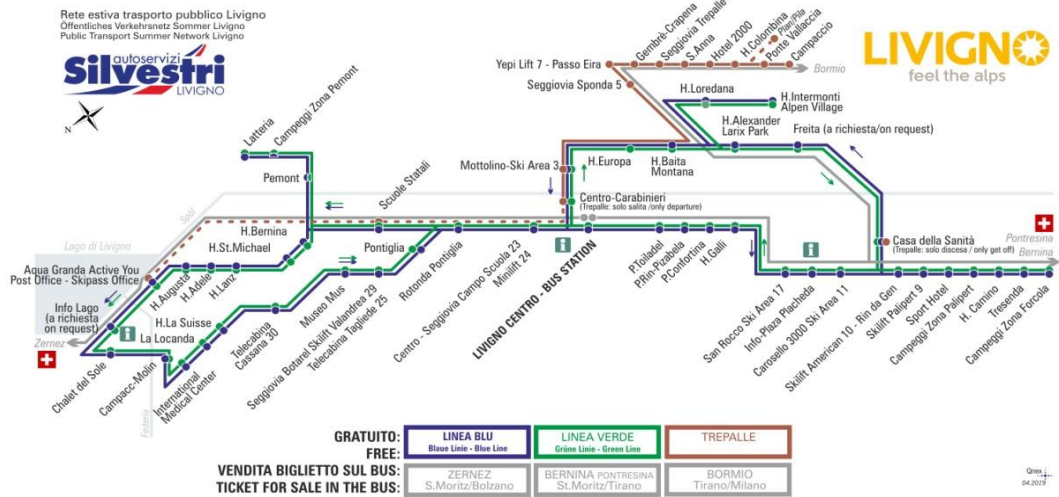 Rete estiva trasporto pubblico Livigno
Öffentliches Verkehrsnetz Sommer Livigno
Public Transport Summer Network Livigno
autoservizi
Silvestri
LIVIGNO
N
LIVIGNO
feel the alps
Gembrè-Crapena
Seggiovia Trepalle
S.Anna
Hotel 2000
H.Colombina
Plan/Pila
Ponte Vallaccia
Campaccio
Yepi Lift 7 - Passo Eira
Bormio
Seggiovia Sponda 5
H.Loredana
H.Intermonti
Alpen Village
H.Alexander
Larix Park
Freita (a richiesta/on request)
Latteria
Campeggi Zona Pemont
Pemont
Scuole Statali
Mottolino-Ski Area 3
H.Europa
H.Baita
Montana
Centro-Carabinieri
(Trepalle: solo salita /only departure)
Spöl
Lago di Livigno
H.Bernina
H.St.Michael
Pontiglia
Aqua Granda Active You
Post Office - Skipass Office
H.Augusta
H.Adele
H.Lanz
Info Lago
(a richiesta
on request)
Zernez
H.La Suisse
La Locanda
Chalet del Sole
Campacc-Molin
Federia
International
Medical Center
Telecabina
Cassana 30
Museo Mus
Seggiovia Botarel Skilift Valandrea 29
Telecabina Tagliede 25
Rotonda Pontiglia
Centro - Seggiovia Campo Scuola 23
Minilift 24
LIVIGNO CENTRO - BUS STATION
i
P.Toiladel
P.Rin-Pozbela
P.Comfortina
H.Galli
i
Casa della Sanità
(Trepalle: solo discesa / only get off)
Pontresina
Bernina
San Rocco Ski Area 17
Info-Plaza Placheda
Carosello 3000 Ski Area 11
Skilift American 10 - Rin da Gen
Skilift Palipert 9
Sport Hotel
Campeggi Zona Palipert
H. Camino
Tresenda
Campeggi Zona Forcola
i
GRATUITO:
FREE:
LINEA BLU
Blaue Linie - Blue Line
LINEA VERDE
Grüne Linie - Green Line
TREPALLE
VENDITA BIGLIETTO SUL BUS:
TICKET FOR SALE IN THE BUS:
ZERNEZ
S.Moritz/Bolzano
BERNINA PONTRESINA
St.Moritz/Tirano
BORMIO
Tirano/Milano
Qnex
04.2019